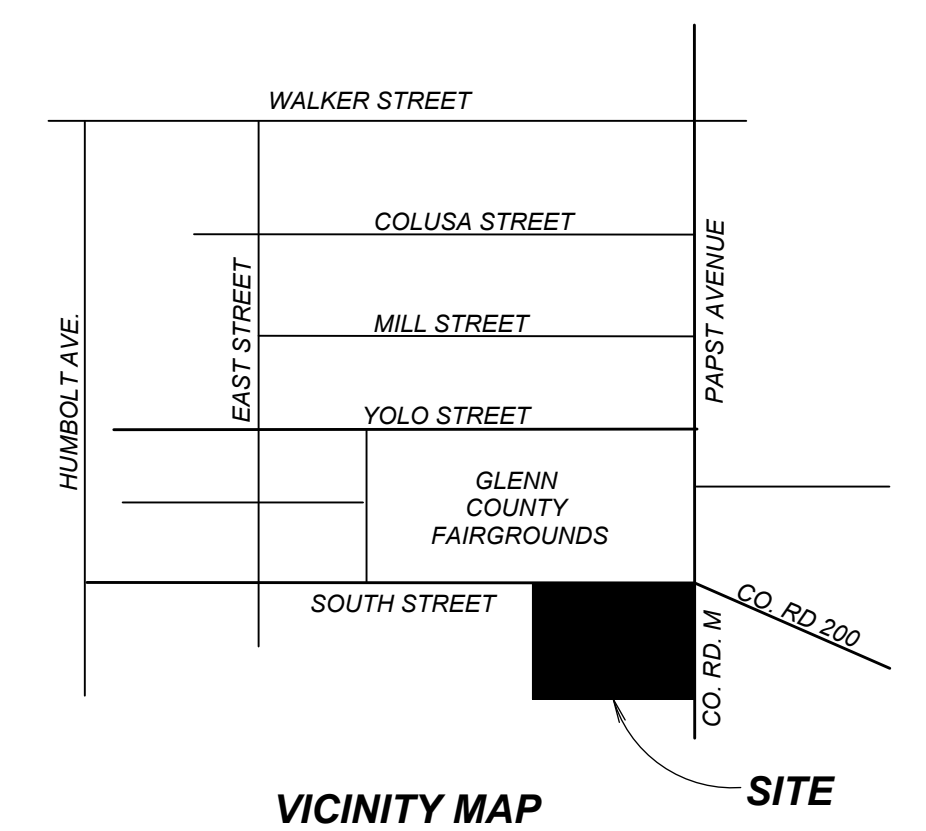 WALKER STREET
COLUSA STREET
PAPST AVENUE
EAST STREET
HUMBOLT AVE.
MILL STREET
YOLO STREET
GLENN
COUNTY
FAIRGROUNDS
SOUTH STREET
CO. RD 200
CO. RD. M
SITE
VICINITY MAP